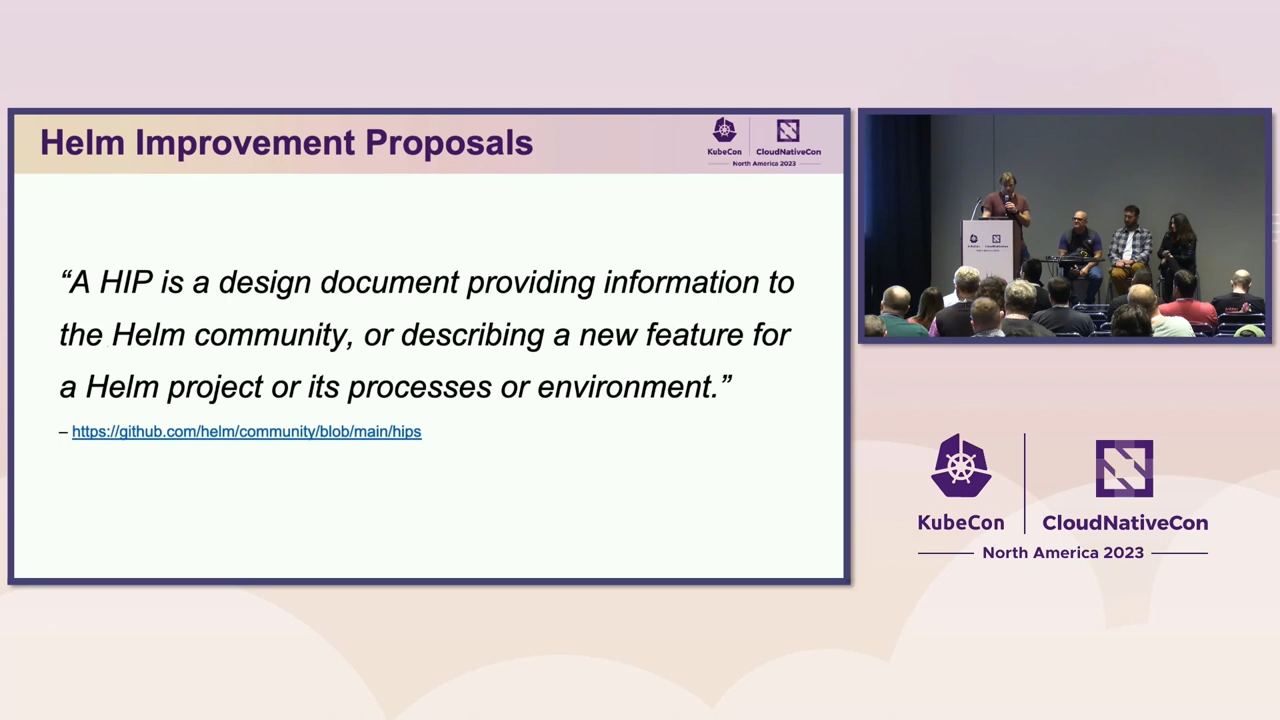 Helm Improvement Proposals
KubeCon
CloudNativeCon
North America 2023
“A HIP is a design document providing information to
the Helm community, or describing a new feature for
a Helm project or its processes or environment.”
– https://github.com/helm/community/blob/main/hips
KubeCon
CloudNativeCon
North America 2023